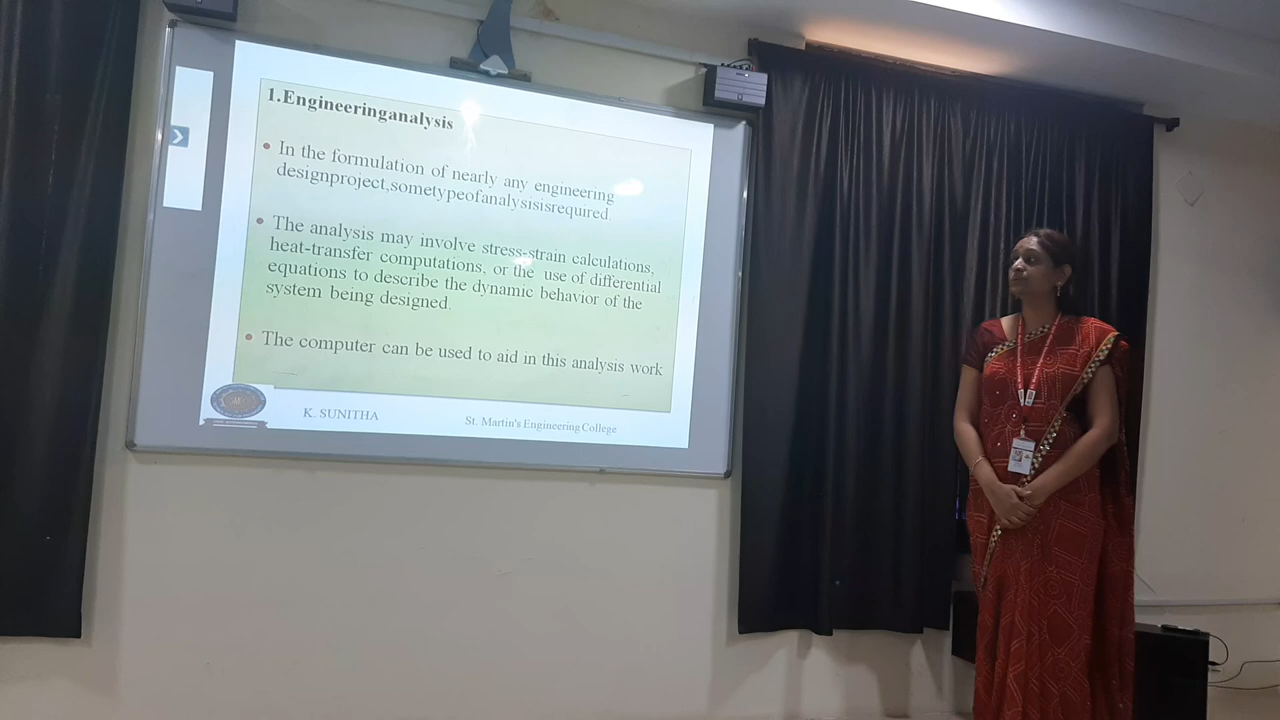 1.Engineeringanalysis
In the formulation of nearly any engineering
designproject,sometypeofanalysisisrequired.
The analysis may involve stress-strain calculations,
heat-transfer computations, or the use of differential
equations to describe the dynamic behavior of the
system being designed.
The computer can be used to aid in this analysis work
K. SUNITHA
St. Martin's Engineering College